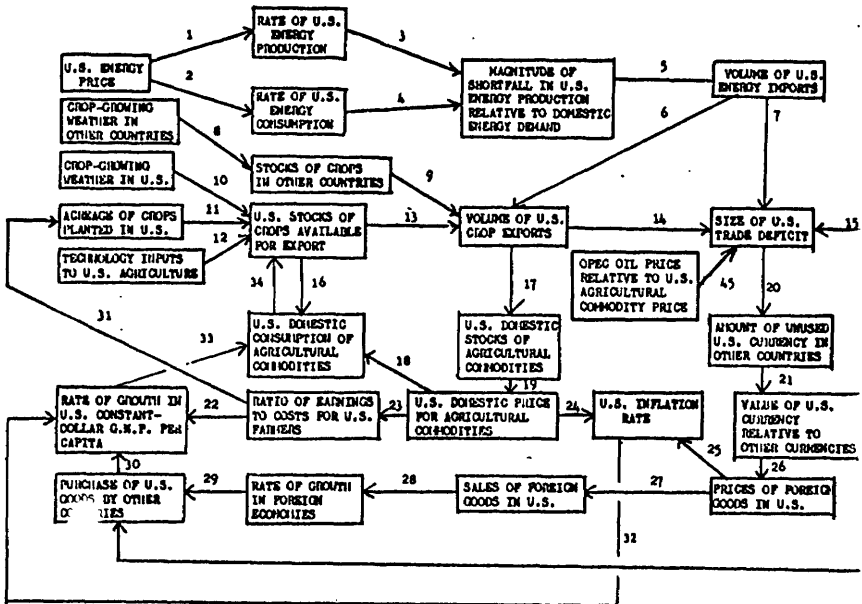 1
RATE OF U.S.
ENERGY
PRODUCTION
3
U.S. ENERGY
PRICE
2
RATE OF U.S.
ENERGY
CONSUMPTION
4
MAGNITUDE OF
SHORTFALL IN U.S.
ENERGY PRODUCTION
RELATIVE TO DOMESTIC
ENERGY DEMAND
5
VOLUME OF U.S.
ENERGY IMPORTS
6
7
CROP-GROWING
WEATHER IN
OTHER COUNTRIES
8
STOCKS OF CROPS
IN OTHER COUNTRIES
9
CROP-GROWING
WEATHER IN U.S.
10
ACREAGE OF CROPS
PLANTED IN U.S.
11
TECHNOLOGY INPUTS
TO U.S. AGRICULTURE
12
U.S. STOCKS OF
CROPS AVAILABLE
FOR EXPORT
13
VOLUME OF U.S.
CROP EXPORTS
14
SIZE OF U.S.
TRADE DEFICIT
15
OPEC OIL PRICE
RELATIVE TO U.S.
AGRICULTURAL
COMMODITY PRICE
45
20
34
16
17
31
33
U.S. DOMESTIC
CONSUMPTION OF
AGRICULTURAL
COMMODITIES
18
U.S. DOMESTIC
STOCKS OF
AGRICULTURAL
COMMODITIES
19
AMOUNT OF UNUSED
U.S. CURRENCY IN
OTHER COUNTRIES
21
RATE OF GROWTH IN
U.S. CONSTANT-
DOLLAR G.N.P. PER
CAPITA
22
RATIO OF EARNINGS
TO COSTS FOR U.S.
FARMERS
23
U.S. DOMESTIC PRICE
FOR AGRICULTURAL
COMMODITIES
24
U.S. INFLATION
RATE
VALUE OF U.S.
CURRENCY
RELATIVE TO
OTHER CURRENCIES
25
26
30
PURCHASE OF U.S.
GOODS BY OTHER
29
RATE OF GROWTH
IN FOREIGN
ECONOMIES
28
SALES OF FOREIGN
GOODS IN U.S.
27
PRICES OF FOREIGN
GOODS IN U.S.
32